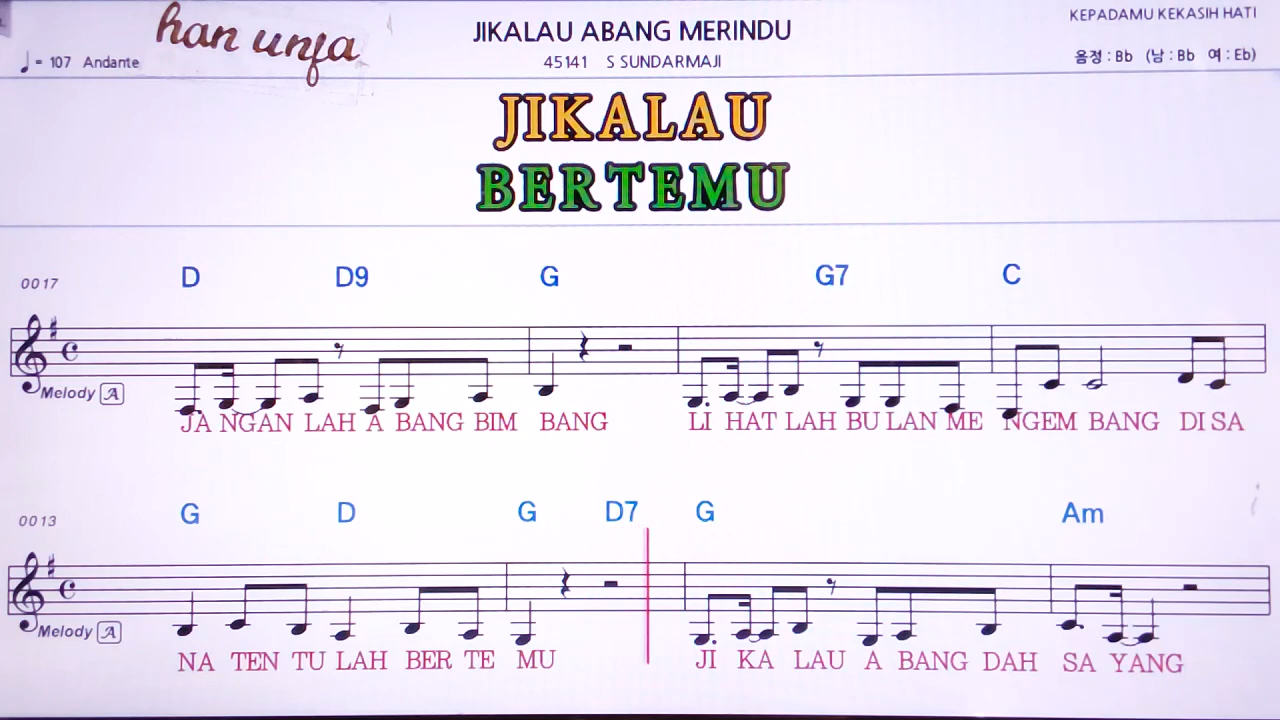 han unfa
JIKALAU ABANG MERINDU
KEPADAMU KEKASIH HATI
♩= 107 Andante
45141 S SUNDARMAJI
음정 : Bb (남 : Bb 여 : Eb)
JIKALAU
BERTEMU
0017 D D9 G G7 C
Melody A
JA NGAN LAH A BANG BIM BANG LI HAT LAH BU LAN ME NGEM BANG DI SA
0013 G D G D7 G Am
Melody A
NA TEN TU LAH BER TE MU JI KA LAU A BANG DAH SA YANG